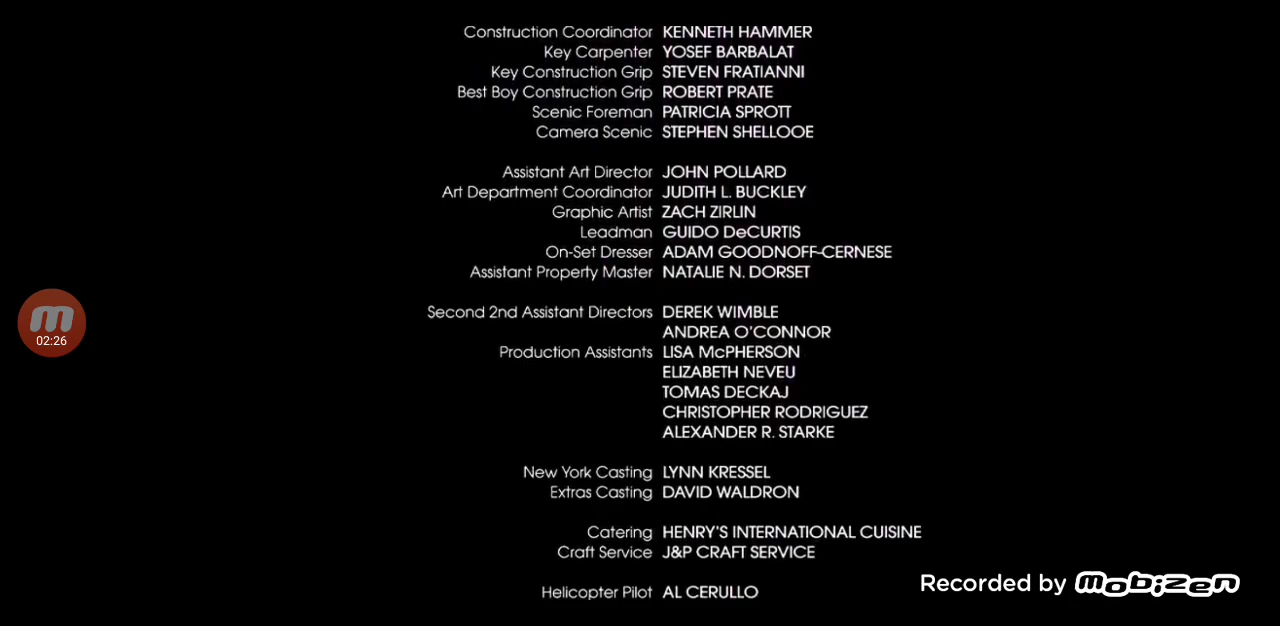 Construction Coordinator KENNETH HAMMER
Key Carpenter YOSEF BARBALAT
Key Construction Grip STEVEN FRATIANNI
Best Boy Construction Grip ROBERT PRATE
Scenic Foreman PATRICIA SPROTT
Camera Scenic STEPHEN SHELLOOE
Assistant Art Director JOHN POLLARD
Art Department Coordinator JUDITH L. BUCKLEY
Graphic Artist ZACH ZIRLIN
Leadman GUIDO DeCURTIS
On-Set Dresser ADAM GOODNOFF-CERNESE
Assistant Property Master NATALIE N. DORSET
Second 2nd Assistant Directors DEREK WIMBLE
ANDREA O'CONNOR
Production Assistants LISA McPHERSON
ELIZABETH NEVEU
TOMAS DECKAJ
CHRISTOPHER RODRIGUEZ
ALEXANDER R. STARKE
New York Casting LYNN KRESSEL
Extras Casting DAVID WALDRON
Catering HENRY'S INTERNATIONAL CUISINE
Craft Service J&P CRAFT SERVICE
Helicopter Pilot AL CERULLO
m
02:26
Recorded by mobizen